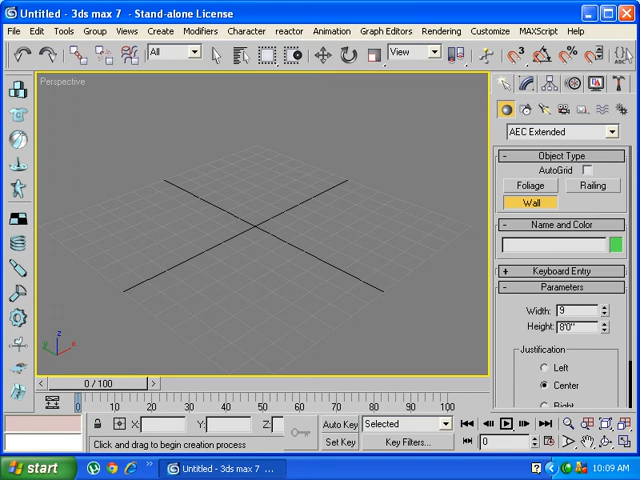 Untitled - 3ds max 7 - Stand-alone License
File Edit Tools Group Views Create Modifiers Character reactor Animation Graph Editors Rendering Customize MAXScript Help
All
View
Perspective
AEC Extended
- Object Type
AutoGrid
Foliage Railing
Wall
- Name and Color
+ Keyboard Entry
- Parameters
Width: 9
Height: 8'0"
Justification
Left
Center
Right
z
x
y
< 0 / 100 >
0 10 20 30 40 50 60 70 80 90 100
X: Y: Z:
Auto Key Selected
Set Key Key Filters...
0
Click and drag to begin creation process
start
Untitled - 3ds max 7 ...
10:09 AM